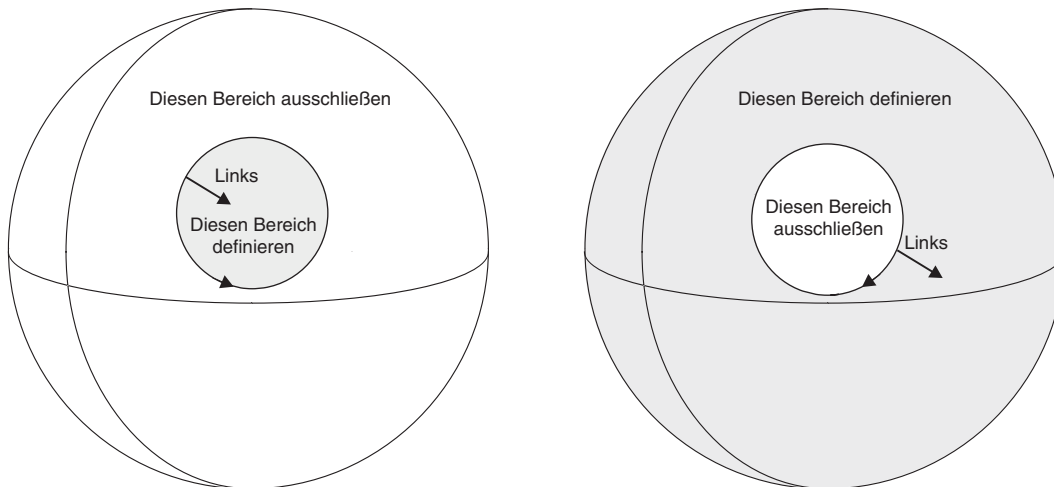 Diesen Bereich ausschließen
Links
Diesen Bereich
definieren
Diesen Bereich definieren
Diesen Bereich
ausschließen
Links